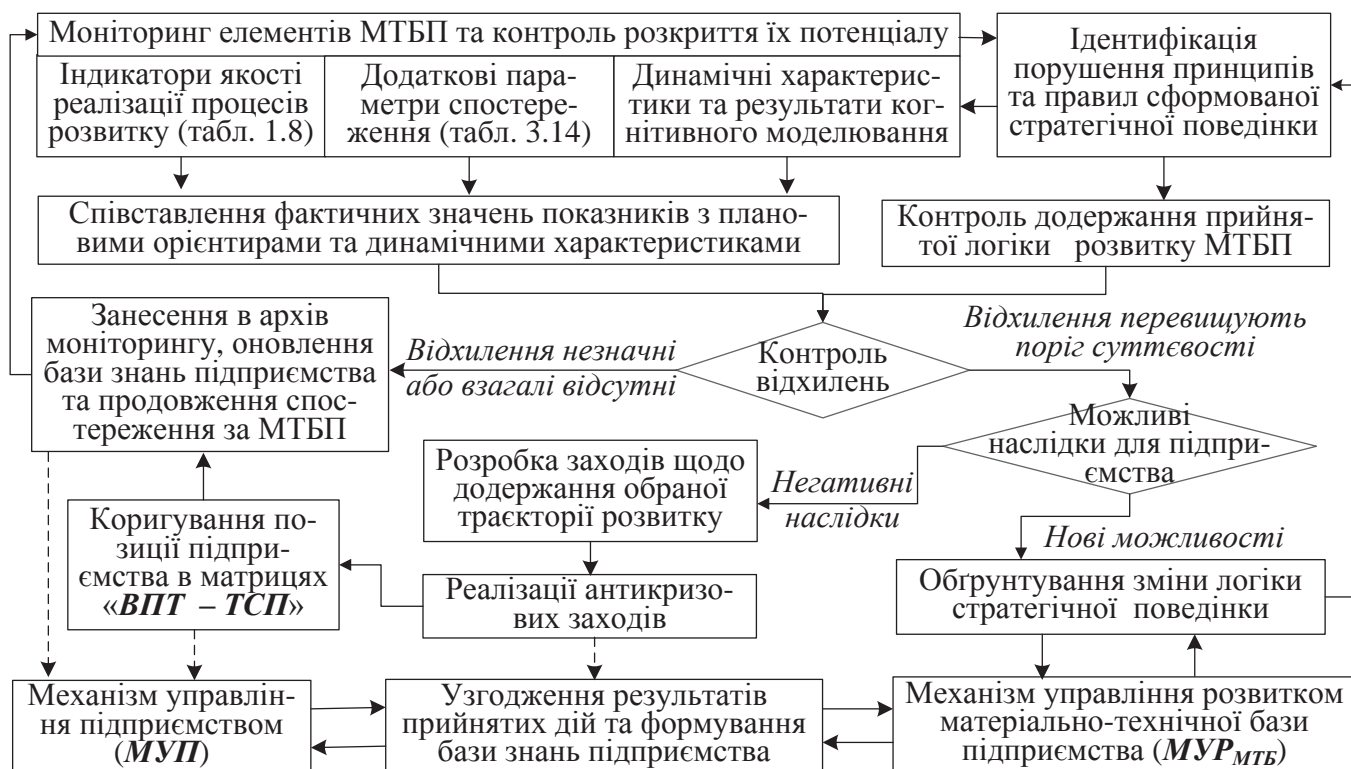 Моніторинг елементів МТБП та контроль розкриття їх потенціалу
Індикатори якості
реалізації процесів
розвитку (табл. 1.8)
Додаткові пара-
метри спостере-
ження (табл. 3.14)
Динамічні характерис-
тики та результати ког-
нітивного моделювання
Ідентифікація
порушення принципів
та правил сформованої
стратегічної поведінки
Співставлення фактичних значень показників з плано-
вими орієнтирами та динамічними характеристиками
Контроль додержання прийня-
тої логіки розвитку МТБП
Занесення в архів
моніторингу, оновлення
бази знань підприємства
та продовження спос-
тереження за МТБП
Відхилення незначні
або взагалі відсутні
Контроль
відхилень
Відхилення перевищують
поріг суттєвості
Можливі
наслідки для підпри-
ємства
Розробка заходів щодо
додержання обраної
траєкторії розвитку
Негативні
наслідки
Нові можливості
Коригування по-
зиції підпри-
ємства в матрицях
«ВПТ – ТСП»
Реалізації антикризо-
вих заходів
Обґрунтування зміни логіки
стратегічної поведінки
Механізм управлін-
ня підприємством
(МУП)
Узгодження результатів
прийнятих дій та формування
бази знань підприємства
Механізм управління розвитком
матеріально-технічної бази
підприємства (МУР_МТБ)